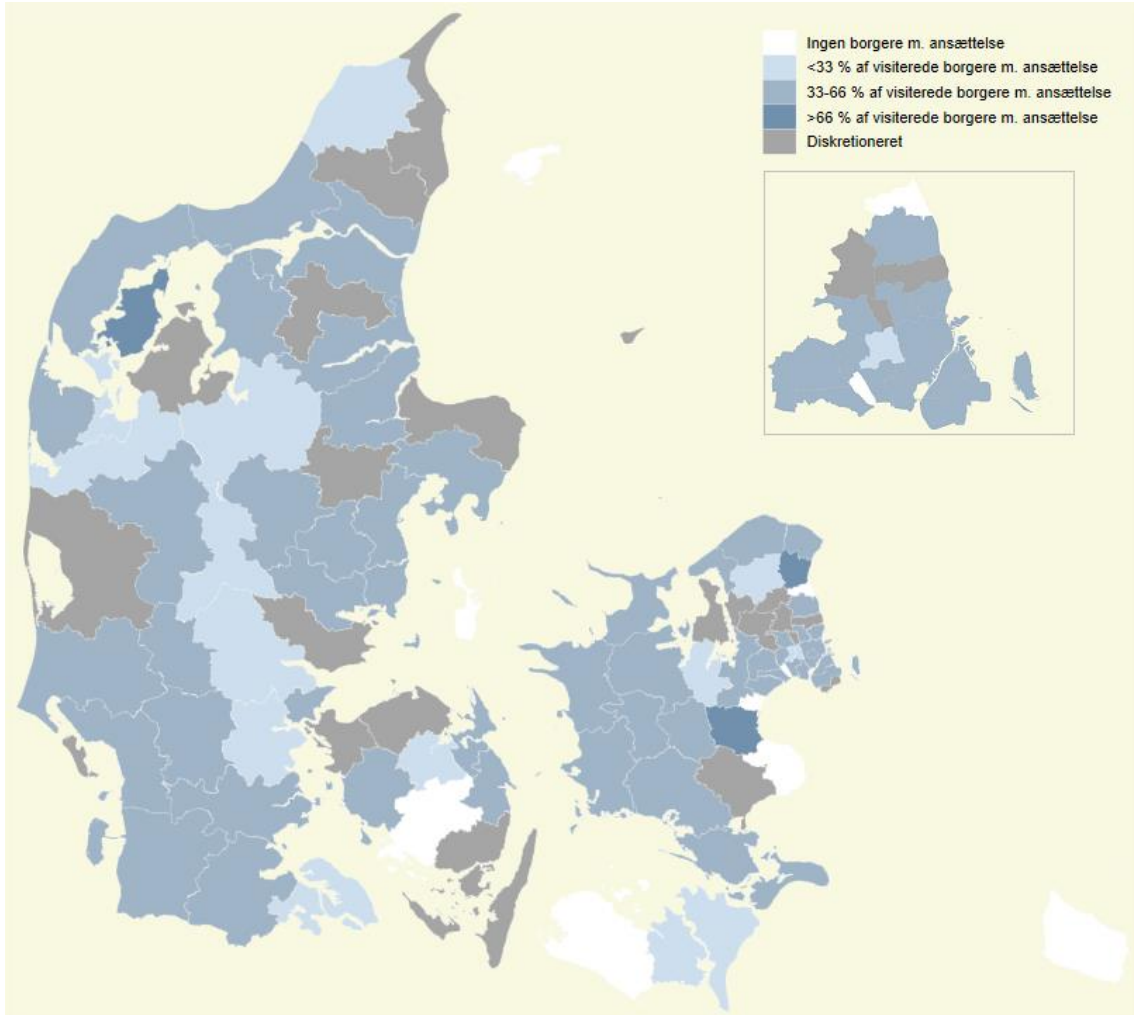 Ingen borgere m. ansættelse
<33 % af visiterede borgere m. ansættelse
33-66 % af visiterede borgere m. ansættelse
>66 % af visiterede borgere m. ansættelse
Diskretioneret